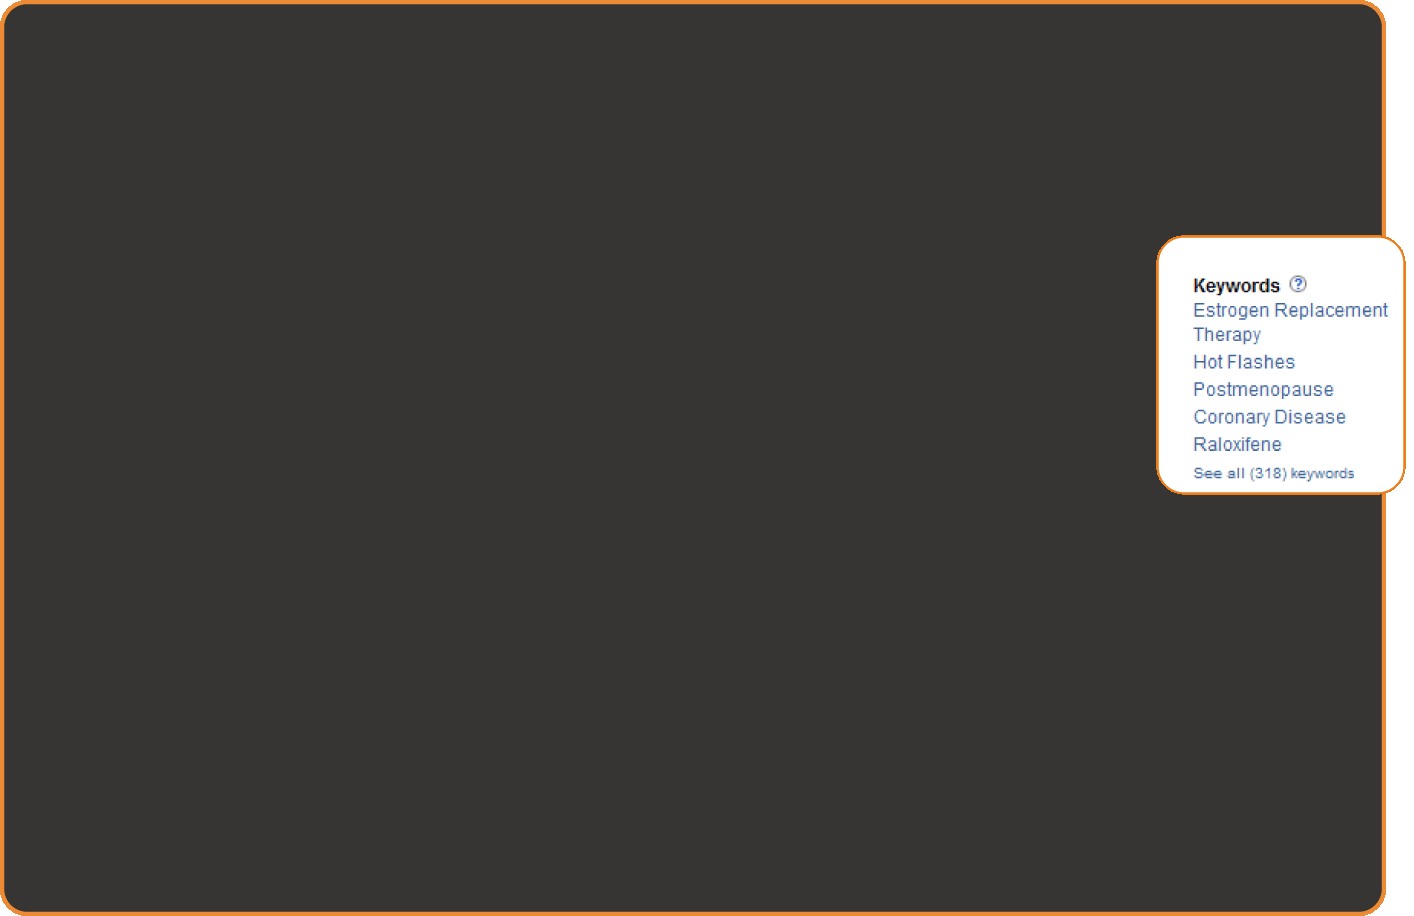 Keywords ?
Estrogen Replacement
Therapy
Hot Flashes
Postmenopause
Coronary Disease
Raloxifene
See all (318) keywords